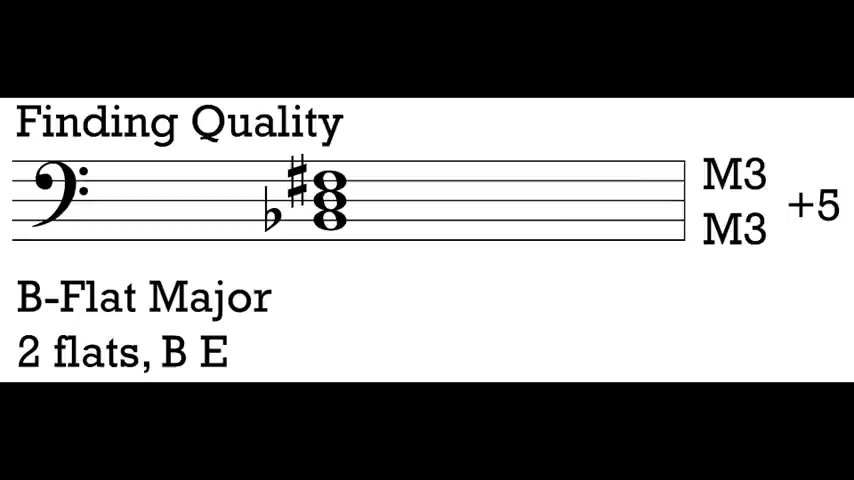 Finding Quality
M3
+5
M3
B-Flat Major
2 flats, B E